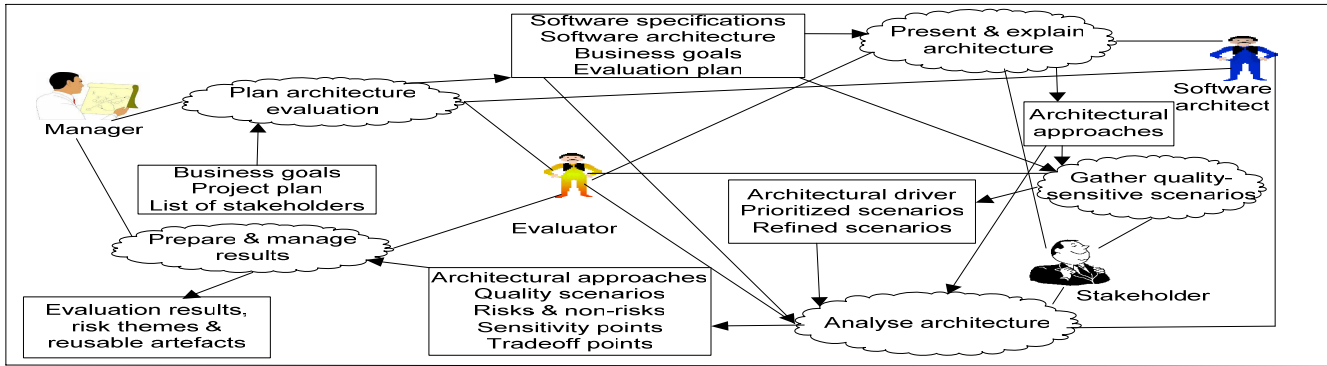 Software specifications
Software architecture
Business goals
Evaluation plan
Present & explain
architecture
Software
architect
Plan architecture
evaluation
Manager
Architectural
approaches
Business goals
Project plan
List of stakeholders
Evaluator
Gather quality-
sensitive scenarios
Architectural driver
Prioritized scenarios
Refined scenarios
Prepare & manage
results
Stakeholder
Architectural approaches
Quality scenarios
Risks & non-risks
Sensitivity points
Tradeoff points
Analyse architecture
Evaluation results,
risk themes &
reusable artefacts